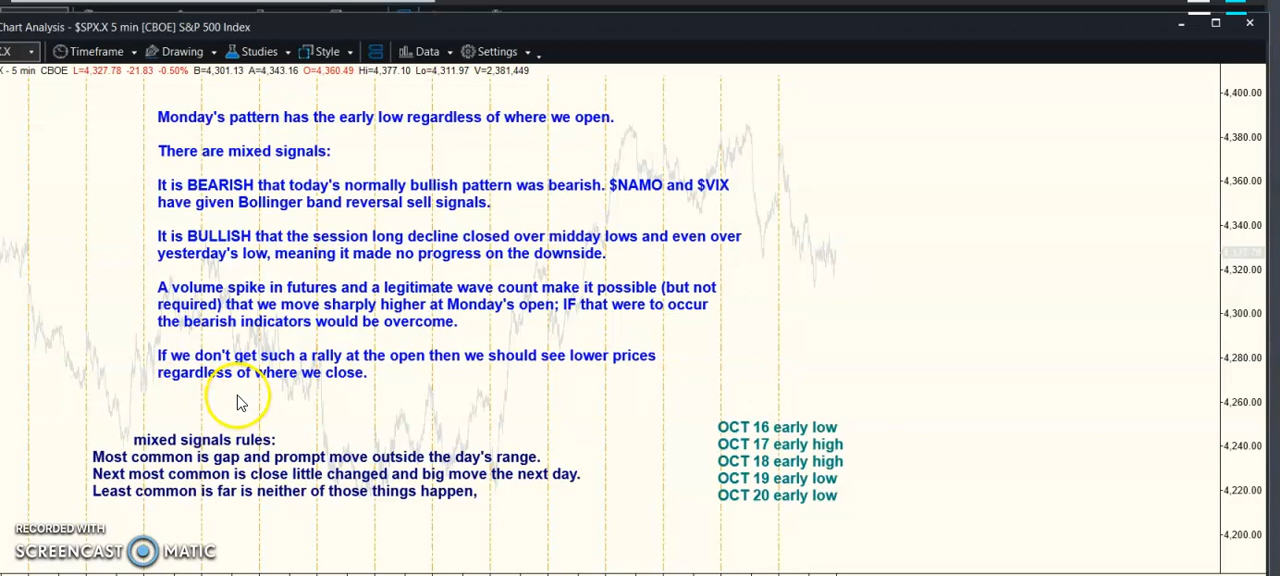 Chart Analysis - $SPX.X 5 min [CBOE] S&P 500 Index
Timeframe Drawing Studies Style Data Settings
- 5 min CBOE L=4,327.78 -21.83 -0.50% B=4,301.13 A=4,343.16 O=4,360.49 Hi=4,377.10 Lo=4,311.97 V=2,381,449
Monday's pattern has the early low regardless of where we open.
There are mixed signals:
It is BEARISH that today's normally bullish pattern was bearish. $NAMO and $VIX
have given Bollinger band reversal sell signals.
It is BULLISH that the session long decline closed over midday lows and even over
yesterday's low, meaning it made no progress on the downside.
A volume spike in futures and a legitimate wave count make it possible (but not
required) that we move sharply higher at Monday's open; IF that were to occur
the bearish indicators would be overcome.
If we don't get such a rally at the open then we should see lower prices
regardless of where we close.
mixed signals rules:
Most common is gap and prompt move outside the day's range.
Next most common is close little changed and big move the next day.
Least common is far is neither of those things happen,
OCT 16 early low
OCT 17 early high
OCT 18 early high
OCT 19 early low
OCT 20 early low
4,400.00
4,380.00
4,360.00
4,340.00
4,320.00
4,300.00
4,280.00
4,260.00
4,240.00
4,220.00
4,200.00
RECORDED WITH
SCREENCAST MATIC